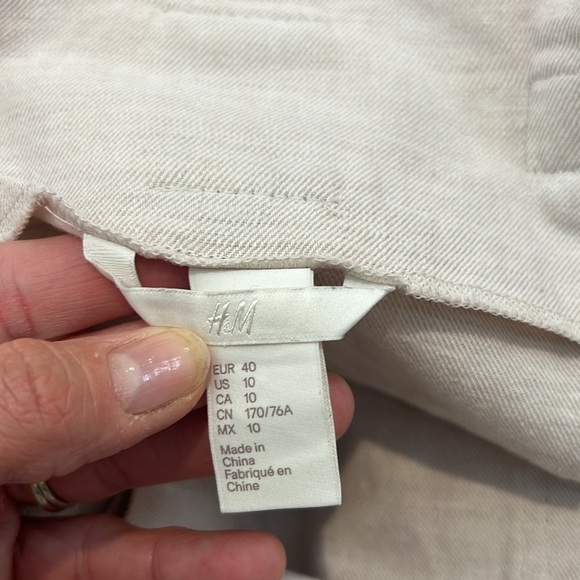 H&M
EUR 40
US 10
CA 10
CN 170/76A
MX 10
Made in
China
Fabriqué en
Chine